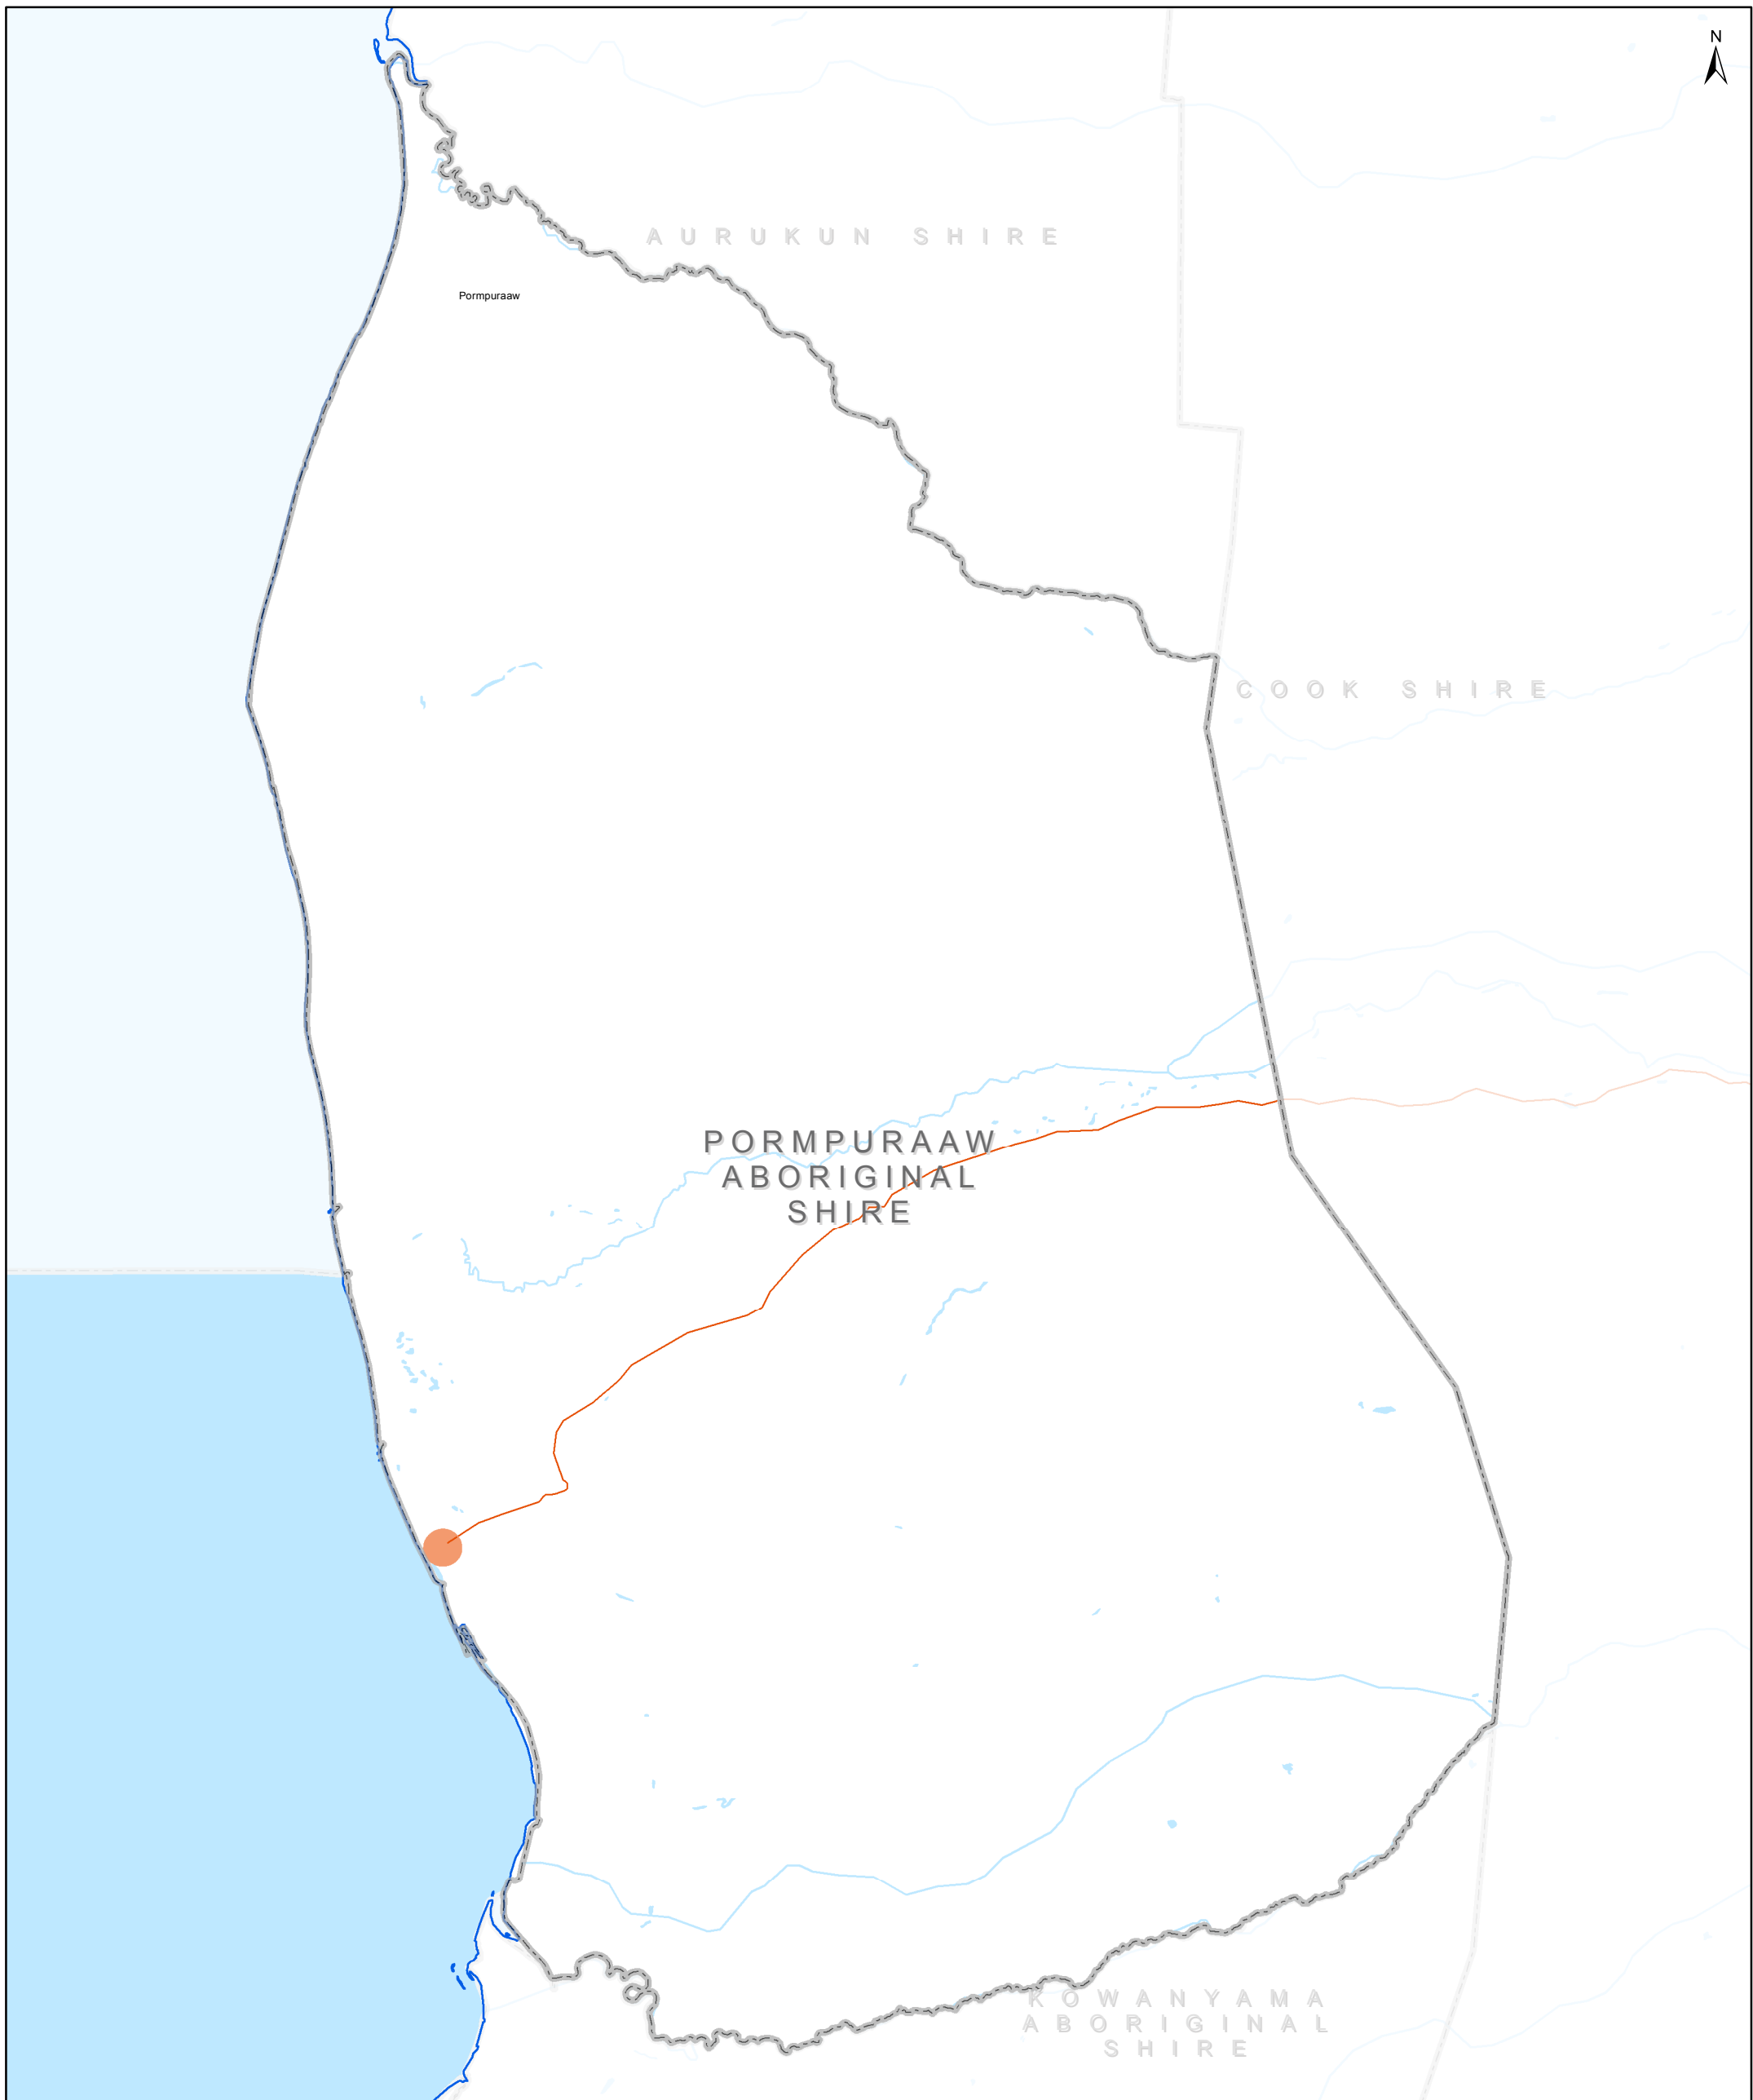 N
AURUKUN SHIRE
Pormpuraaw
COOK SHIRE
PORMPURAAW
ABORIGINAL
SHIRE
KOWANYAMA
ABORIGINAL
SHIRE